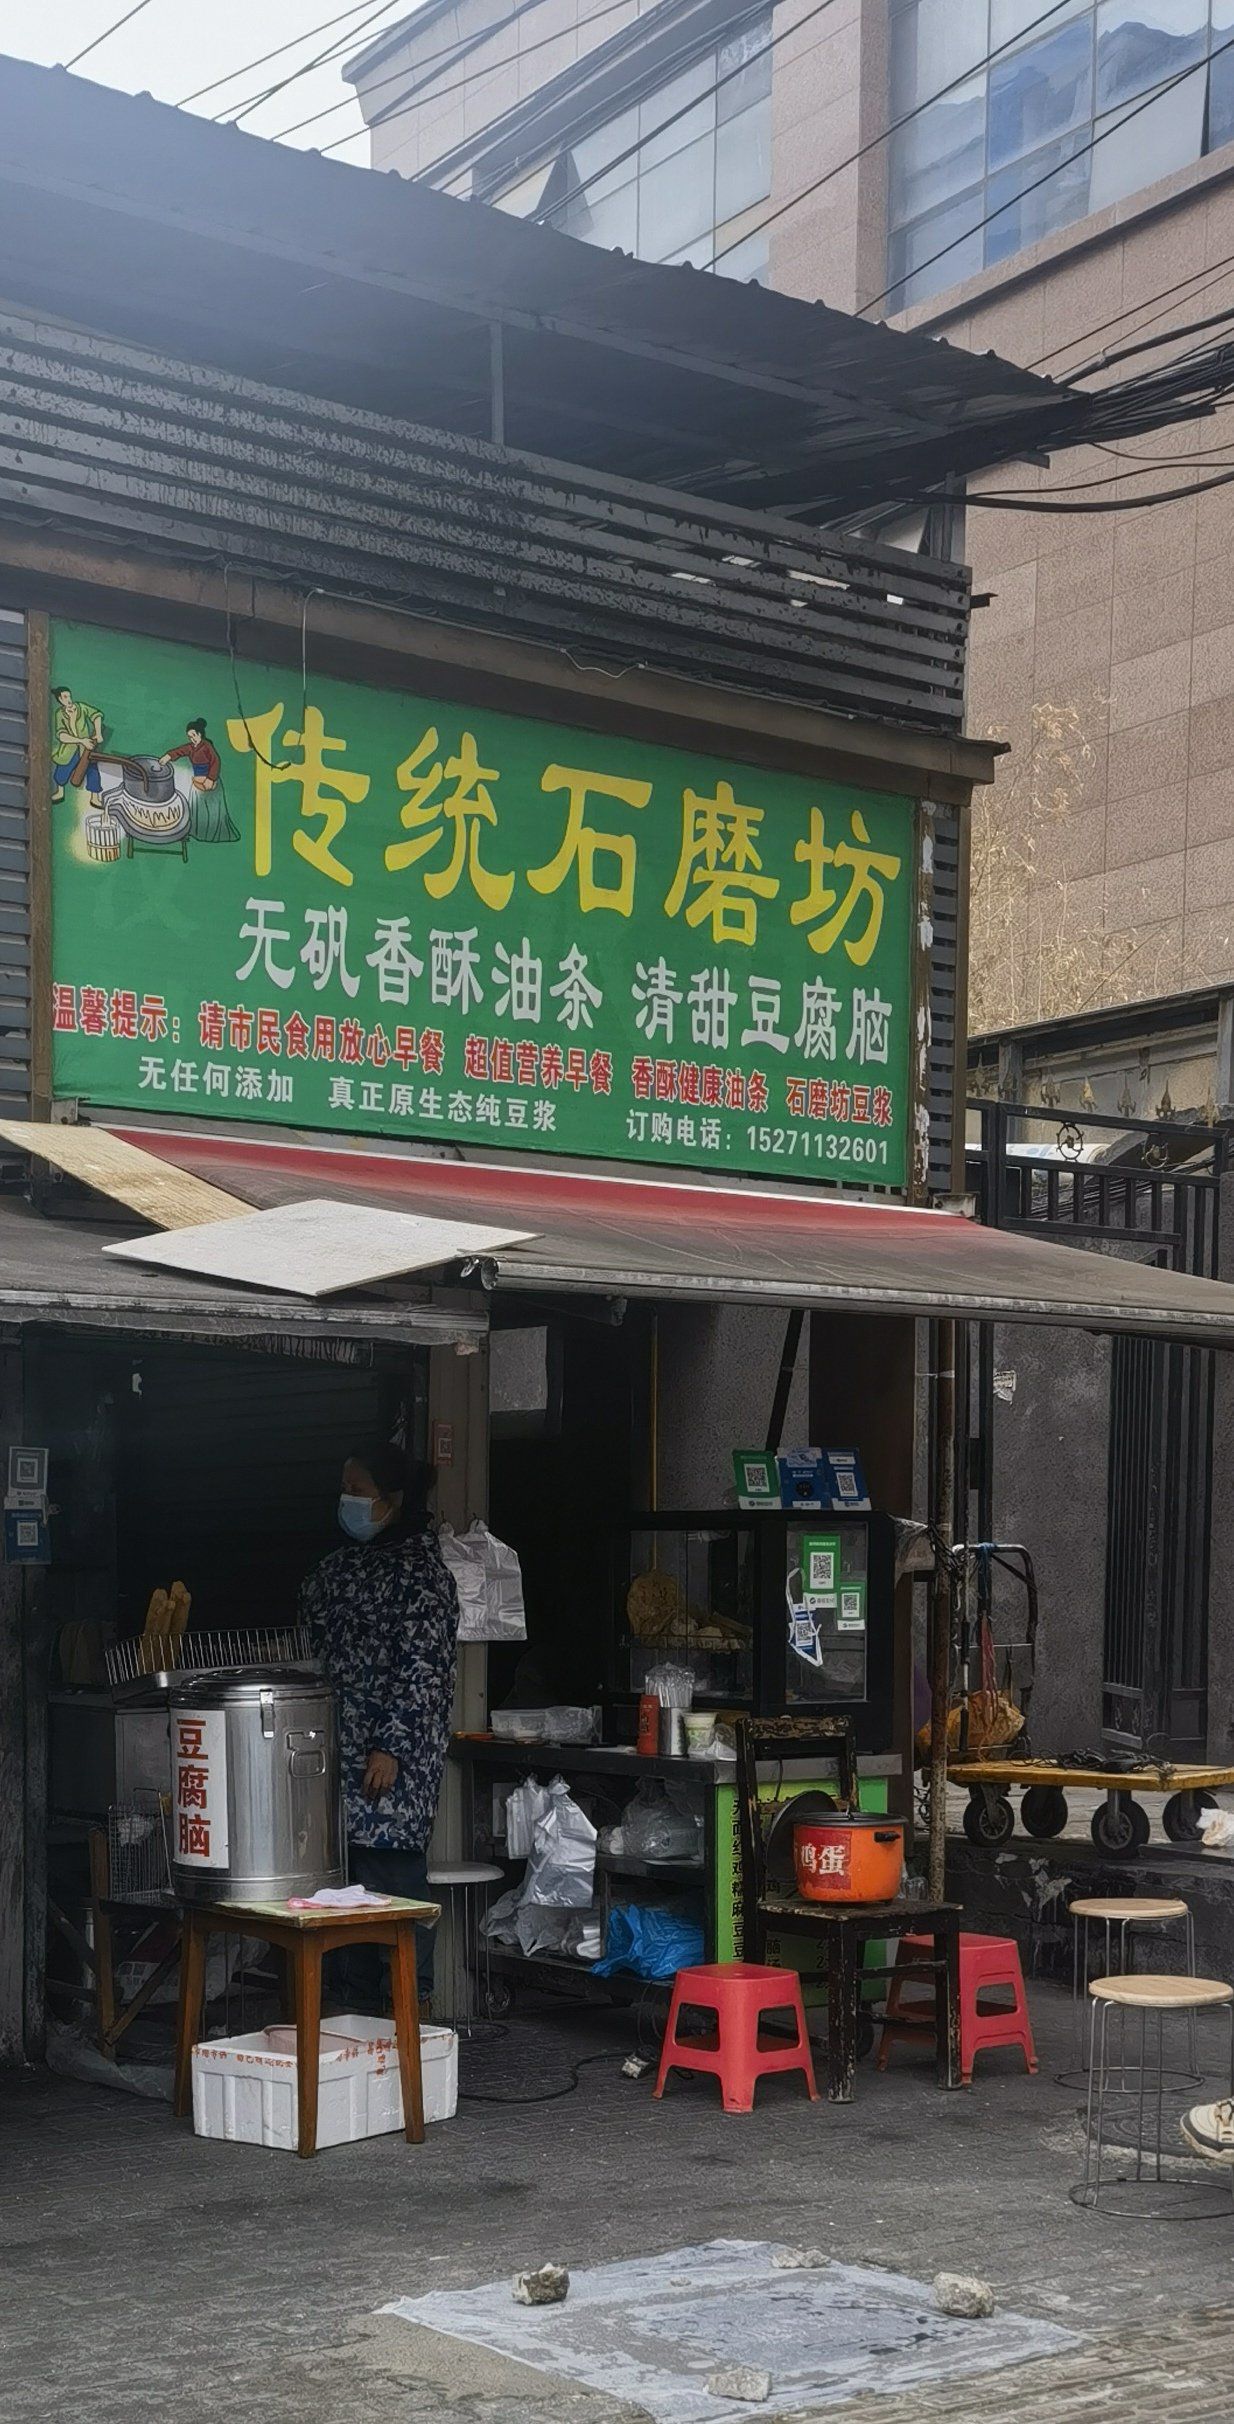 传统石磨坊
无矾香酥油条 清甜豆腐脑
温馨提示：请市民食用放心早餐 超值营养早餐 香酥健康油条 石磨坊豆浆
无任何添加 真正原生态纯豆浆 订购电话：15271132601
豆腐脑
鸡蛋